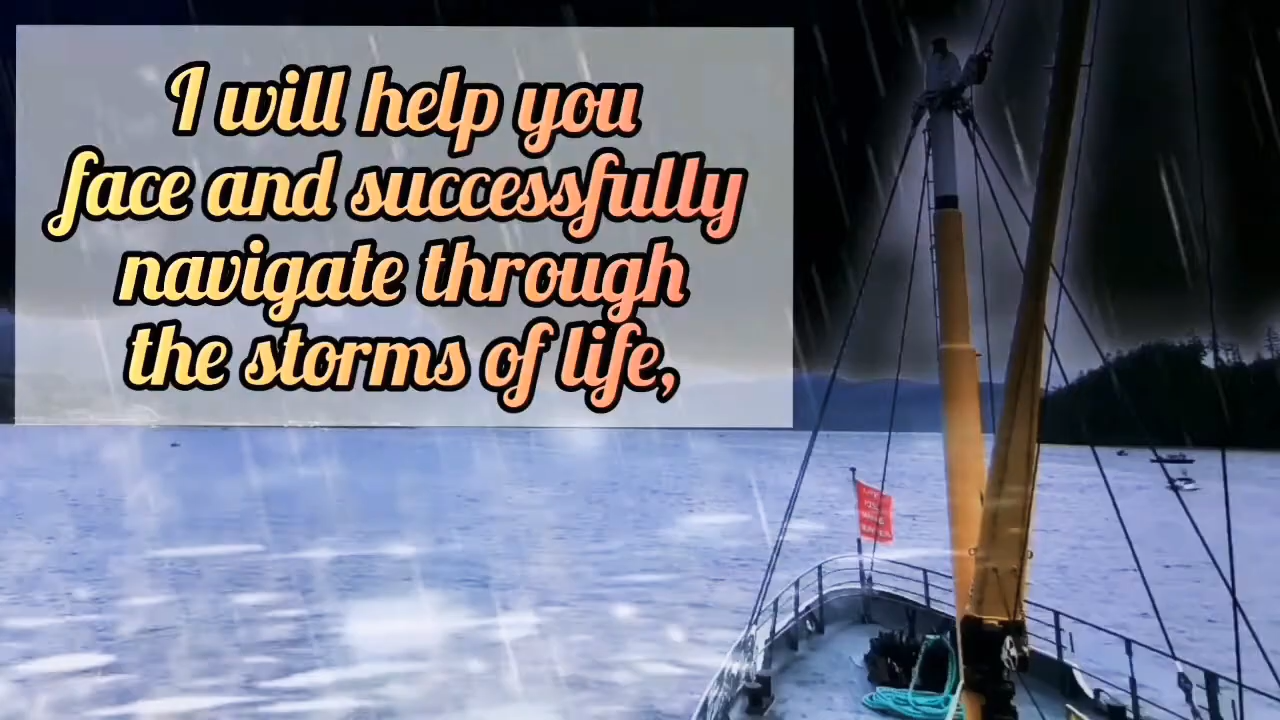 I will help you
face and successfully
navigate through
the storms of life,